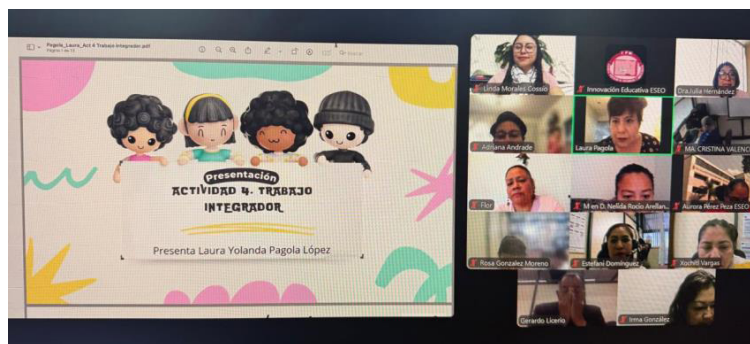 Pagola_Laura_Act 4 Trabajo integrador.pdf
Presentación
ACTIVIDAD 4. TRABAJO
INTEGRADOR
Presenta Laura Yolanda Pagola López
Linda Morales Cossío
Innovación Educativa ESEO
Dra.Julia Hernández
Adriana Andrade
Laura Pagola
MA. CRISTINA VALENC
Flor
M en D. Nelida Rocío Arellan...
Aurora Pérez Peza ESEO
Rosa Gonzalez Moreno
Estefani Domínguez
Xochitl Vargas
Gerardo Licerio
Irma González